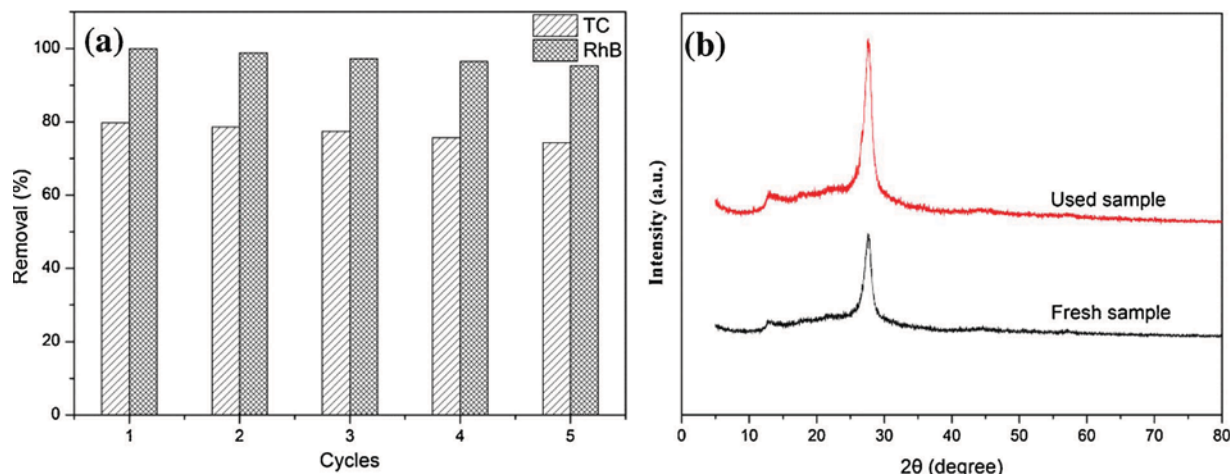 (a)
TC
RhB
Removal (%)
100
80
60
40
20
0
1 2 3 4 5
Cycles
(b)
Intensity (a.u.)
Used sample
Fresh sample
0 10 20 30 40 50 60 70 80
2θ (degree)